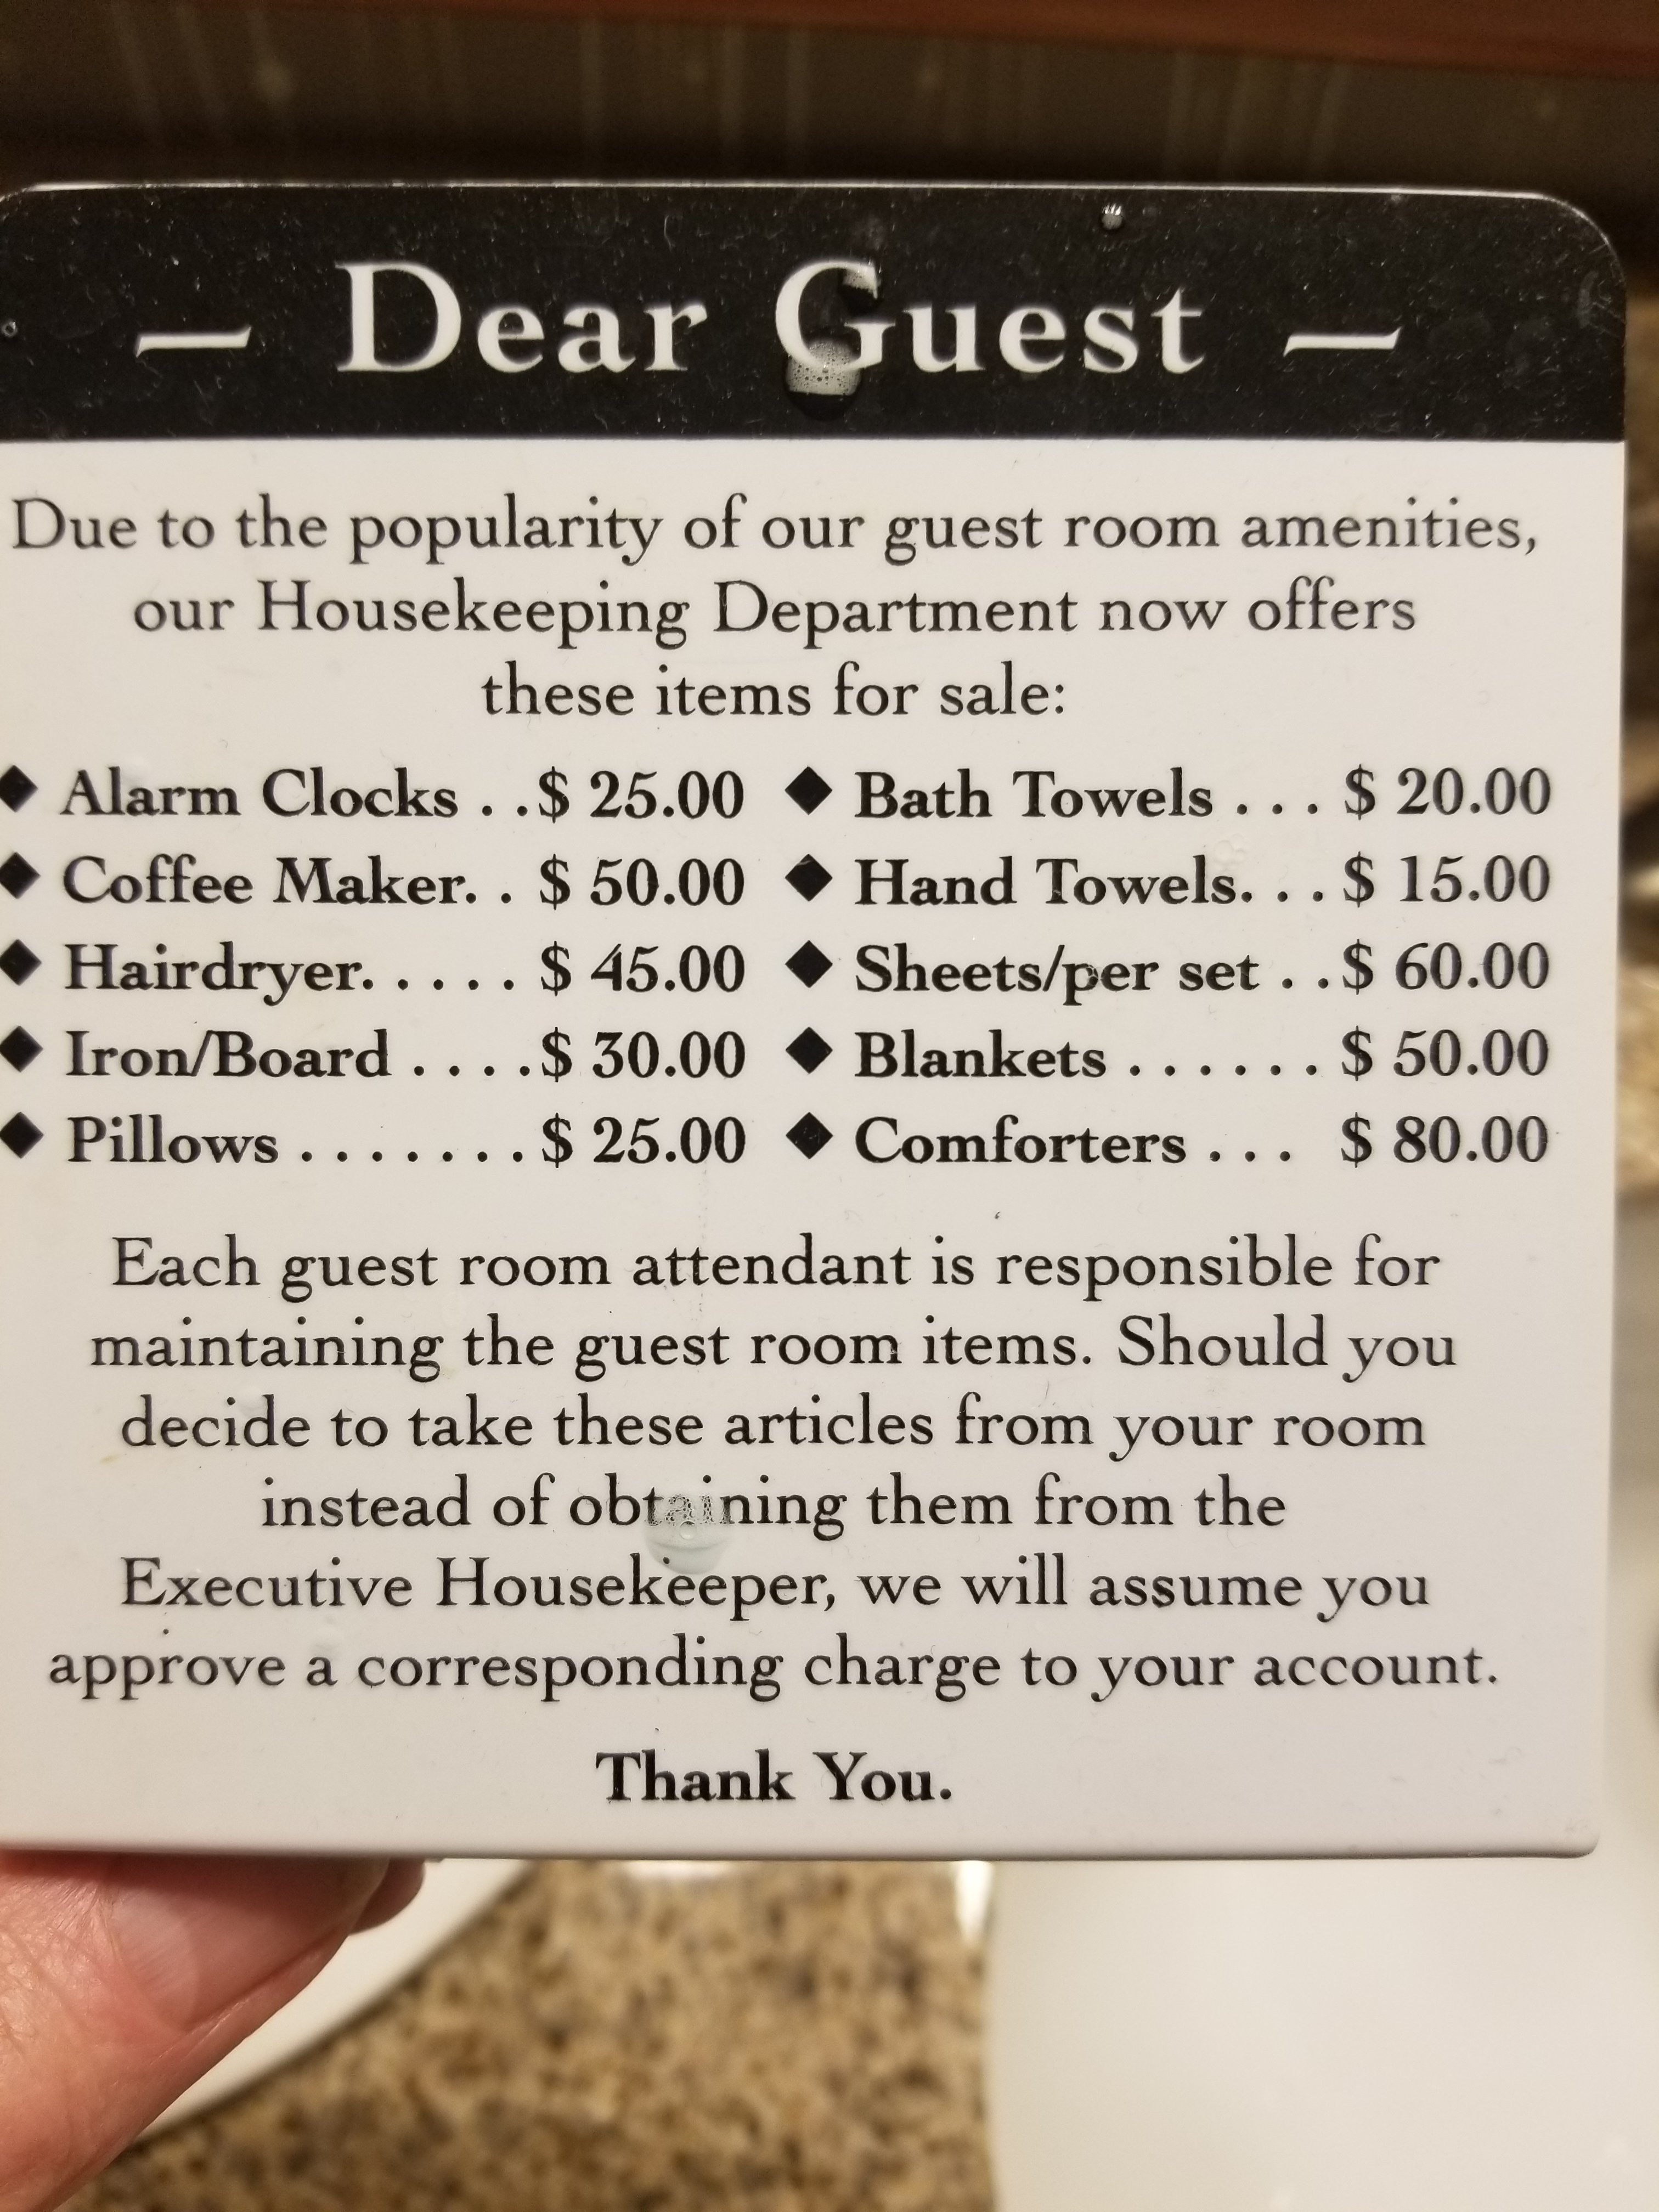 — Dear Guest —
Due to the popularity of our guest room amenities,
our Housekeeping Department now offers
these items for sale:
◆ Alarm Clocks . . $ 25.00 ◆ Bath Towels . . . $ 20.00
◆ Coffee Maker. . $ 50.00 ◆ Hand Towels. . . $ 15.00
◆ Hairdryer. . . . . $ 45.00 ◆ Sheets/per set . . $ 60.00
◆ Iron/Board . . . . $ 30.00 ◆ Blankets . . . . . . $ 50.00
◆ Pillows . . . . . . . $ 25.00 ◆ Comforters . . . $ 80.00
Each guest room attendant is responsible for
maintaining the guest room items. Should you
decide to take these articles from your room
instead of obtaining them from the
Executive Housekeeper, we will assume you
approve a corresponding charge to your account.
Thank You.